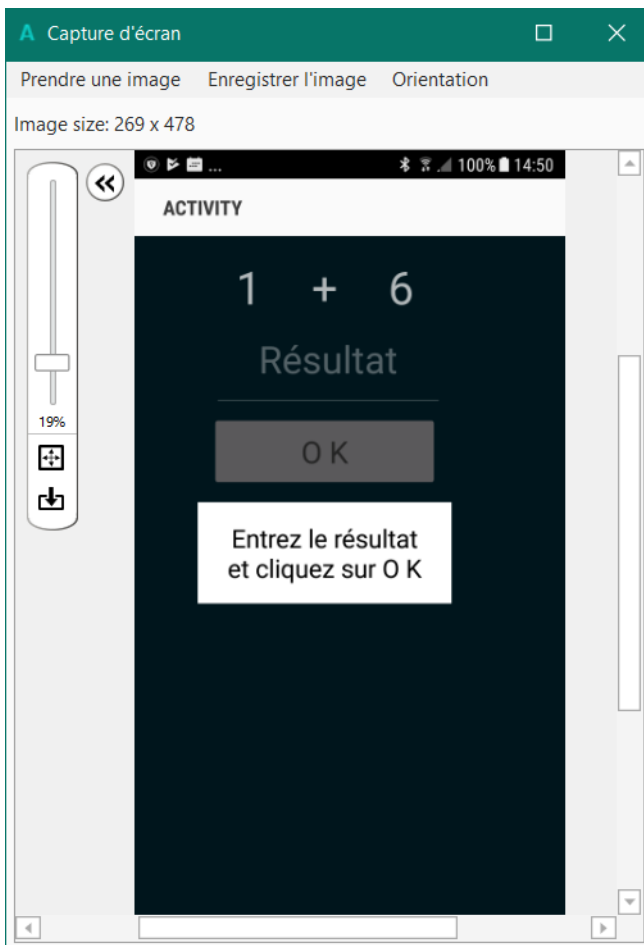 A Capture d'écran
Prendre une image Enregistrer l'image Orientation
Image size: 269 x 478
... 100% 14:50
ACTIVITY
1 + 6
Résultat
19%
O K
Entrez le résultat
et cliquez sur O K